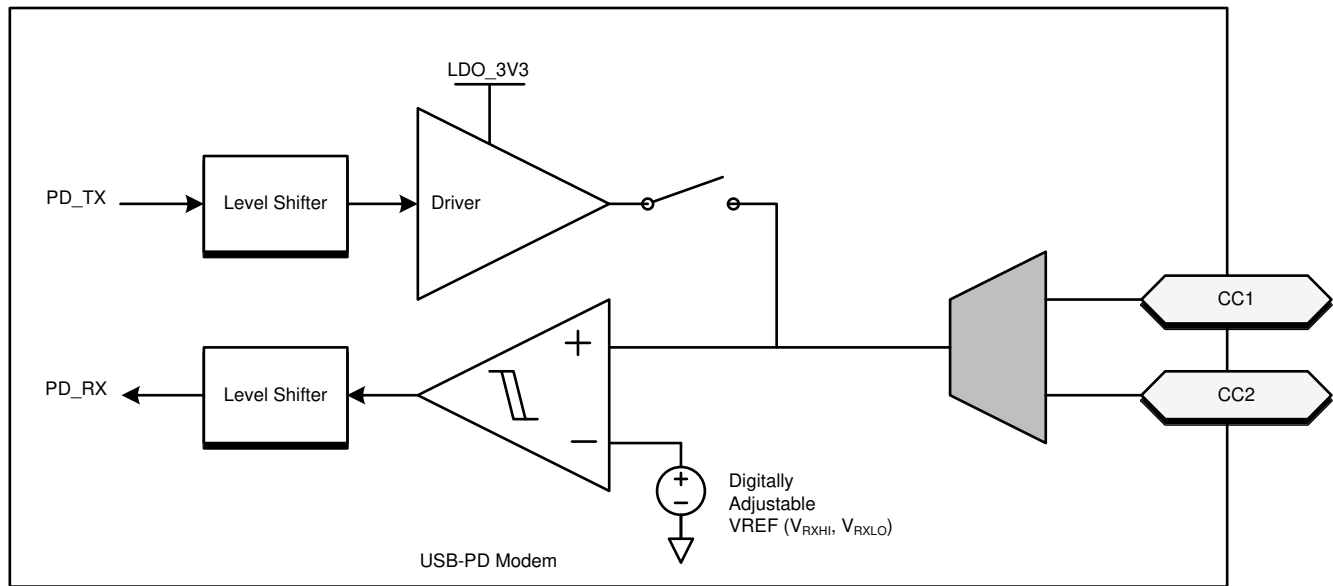 LDO_3V3
PD_TX
Level Shifter
Driver
CC1
PD_RX
Level Shifter
CC2
Digitally
Adjustable
VREF (VRXHI, VRXLO)
USB-PD Modem